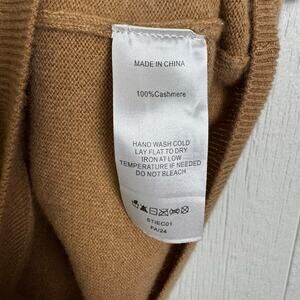 MADE IN CHINA
100%Cashmere
HAND WASH COLD
LAY FLAT TO DRY
IRON AT LOW
TEMPERATURE IF NEEDED
DO NOT BLEACH
STIEC01
FA/24